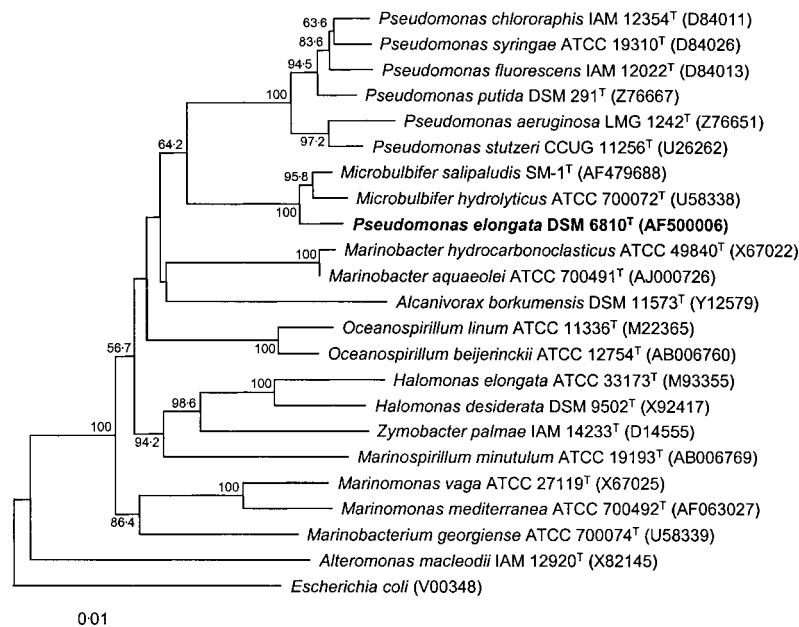 63·6
Pseudomonas chlororaphis IAM 12354ᵀ (D84011)
83·6
Pseudomonas syringae ATCC 19310ᵀ (D84026)
94·5
Pseudomonas fluorescens IAM 12022ᵀ (D84013)
100
Pseudomonas putida DSM 291ᵀ (Z76667)
Pseudomonas aeruginosa LMG 1242ᵀ (Z76651)
97·2
Pseudomonas stutzeri CCUG 11256ᵀ (U26262)
64·2
Microbulbifer salipaludis SM-1ᵀ (AF479688)
95·8
Microbulbifer hydrolyticus ATCC 700072ᵀ (U58338)
100
Pseudomonas elongata DSM 6810ᵀ (AF500006)
Marinobacter hydrocarbonoclasticus ATCC 49840ᵀ (X67022)
100
Marinobacter aquaeolei ATCC 700491ᵀ (AJ000726)
Alcanivorax borkumensis DSM 11573ᵀ (Y12579)
Oceanospirillum linum ATCC 11336ᵀ (M22365)
100
Oceanospirillum beijerinckii ATCC 12754ᵀ (AB006760)
56·7
Halomonas elongata ATCC 33173ᵀ (M93355)
100
Halomonas desiderata DSM 9502ᵀ (X92417)
98·6
Zymobacter palmae IAM 14233ᵀ (D14555)
100
94·2
Marinospirillum minutulum ATCC 19193ᵀ (AB006769)
Marinomonas vaga ATCC 27119ᵀ (X67025)
100
Marinomonas mediterranea ATCC 700492ᵀ (AF063027)
86·4
Marinobacterium georgiense ATCC 700074ᵀ (U58339)
Alteromonas macleodii IAM 12920ᵀ (X82145)
Escherichia coli (V00348)
0·01